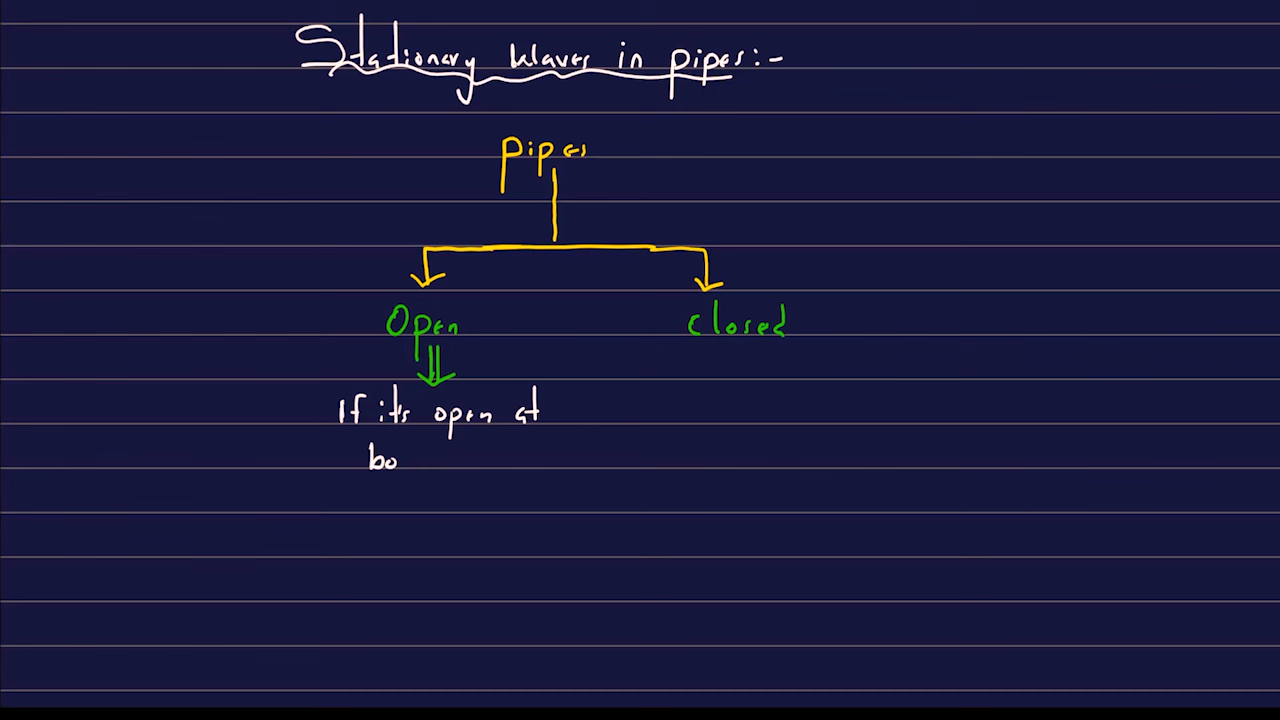 Stationary Waves in pipes:-
pipes
Open closed
If it's open at
bo